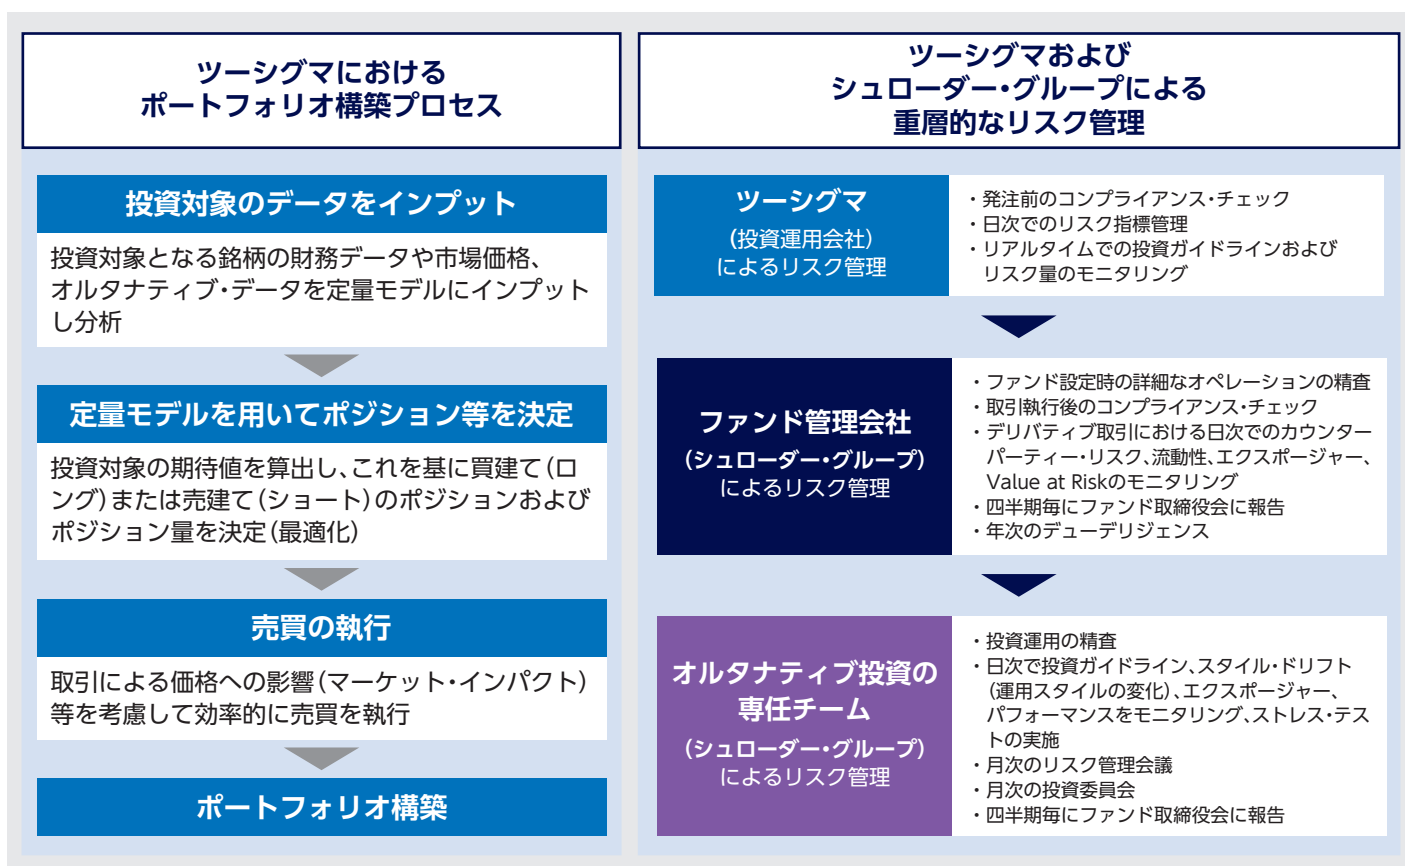 ツーシグマにおける
ポートフォリオ構築プロセス
投資対象のデータをインプット
投資対象となる銘柄の財務データや市場価格、
オルタナティブ・データを定量モデルにインプット
し分析
定量モデルを用いてポジション等を決定
投資対象の期待値を算出し、これを基に買建て(ロ
ング)または売建て(ショート)のポジションおよび
ポジション量を決定(最適化)
売買の執行
取引による価格への影響(マーケット・インパクト)
等を考慮して効率的に売買を執行
ポートフォリオ構築
ツーシグマおよび
シュローダー・グループによる
重層的なリスク管理
ツーシグマ
(投資運用会社)
によるリスク管理
・発注前のコンプライアンス・チェック
・日次でのリスク指標管理
・リアルタイムでの投資ガイドラインおよび
リスク量のモニタリング
ファンド管理会社
(シュローダー・グループ)
によるリスク管理
・ファンド設定時の詳細なオペレーションの精査
・取引執行後のコンプライアンス・チェック
・デリバティブ取引における日次でのカウンター
パーティー・リスク、流動性、エクスポージャー、
Value at Riskのモニタリング
・四半期毎にファンド取締役会に報告
・年次のデューデリジェンス
オルタナティブ投資の
専任チーム
(シュローダー・グループ)
によるリスク管理
・投資運用の精査
・日次で投資ガイドライン、スタイル・ドリフト
(運用スタイルの変化)、エクスポージャー、
パフォーマンスをモニタリング、ストレス・テス
トの実施
・月次のリスク管理会議
・月次の投資委員会
・四半期毎にファンド取締役会に報告